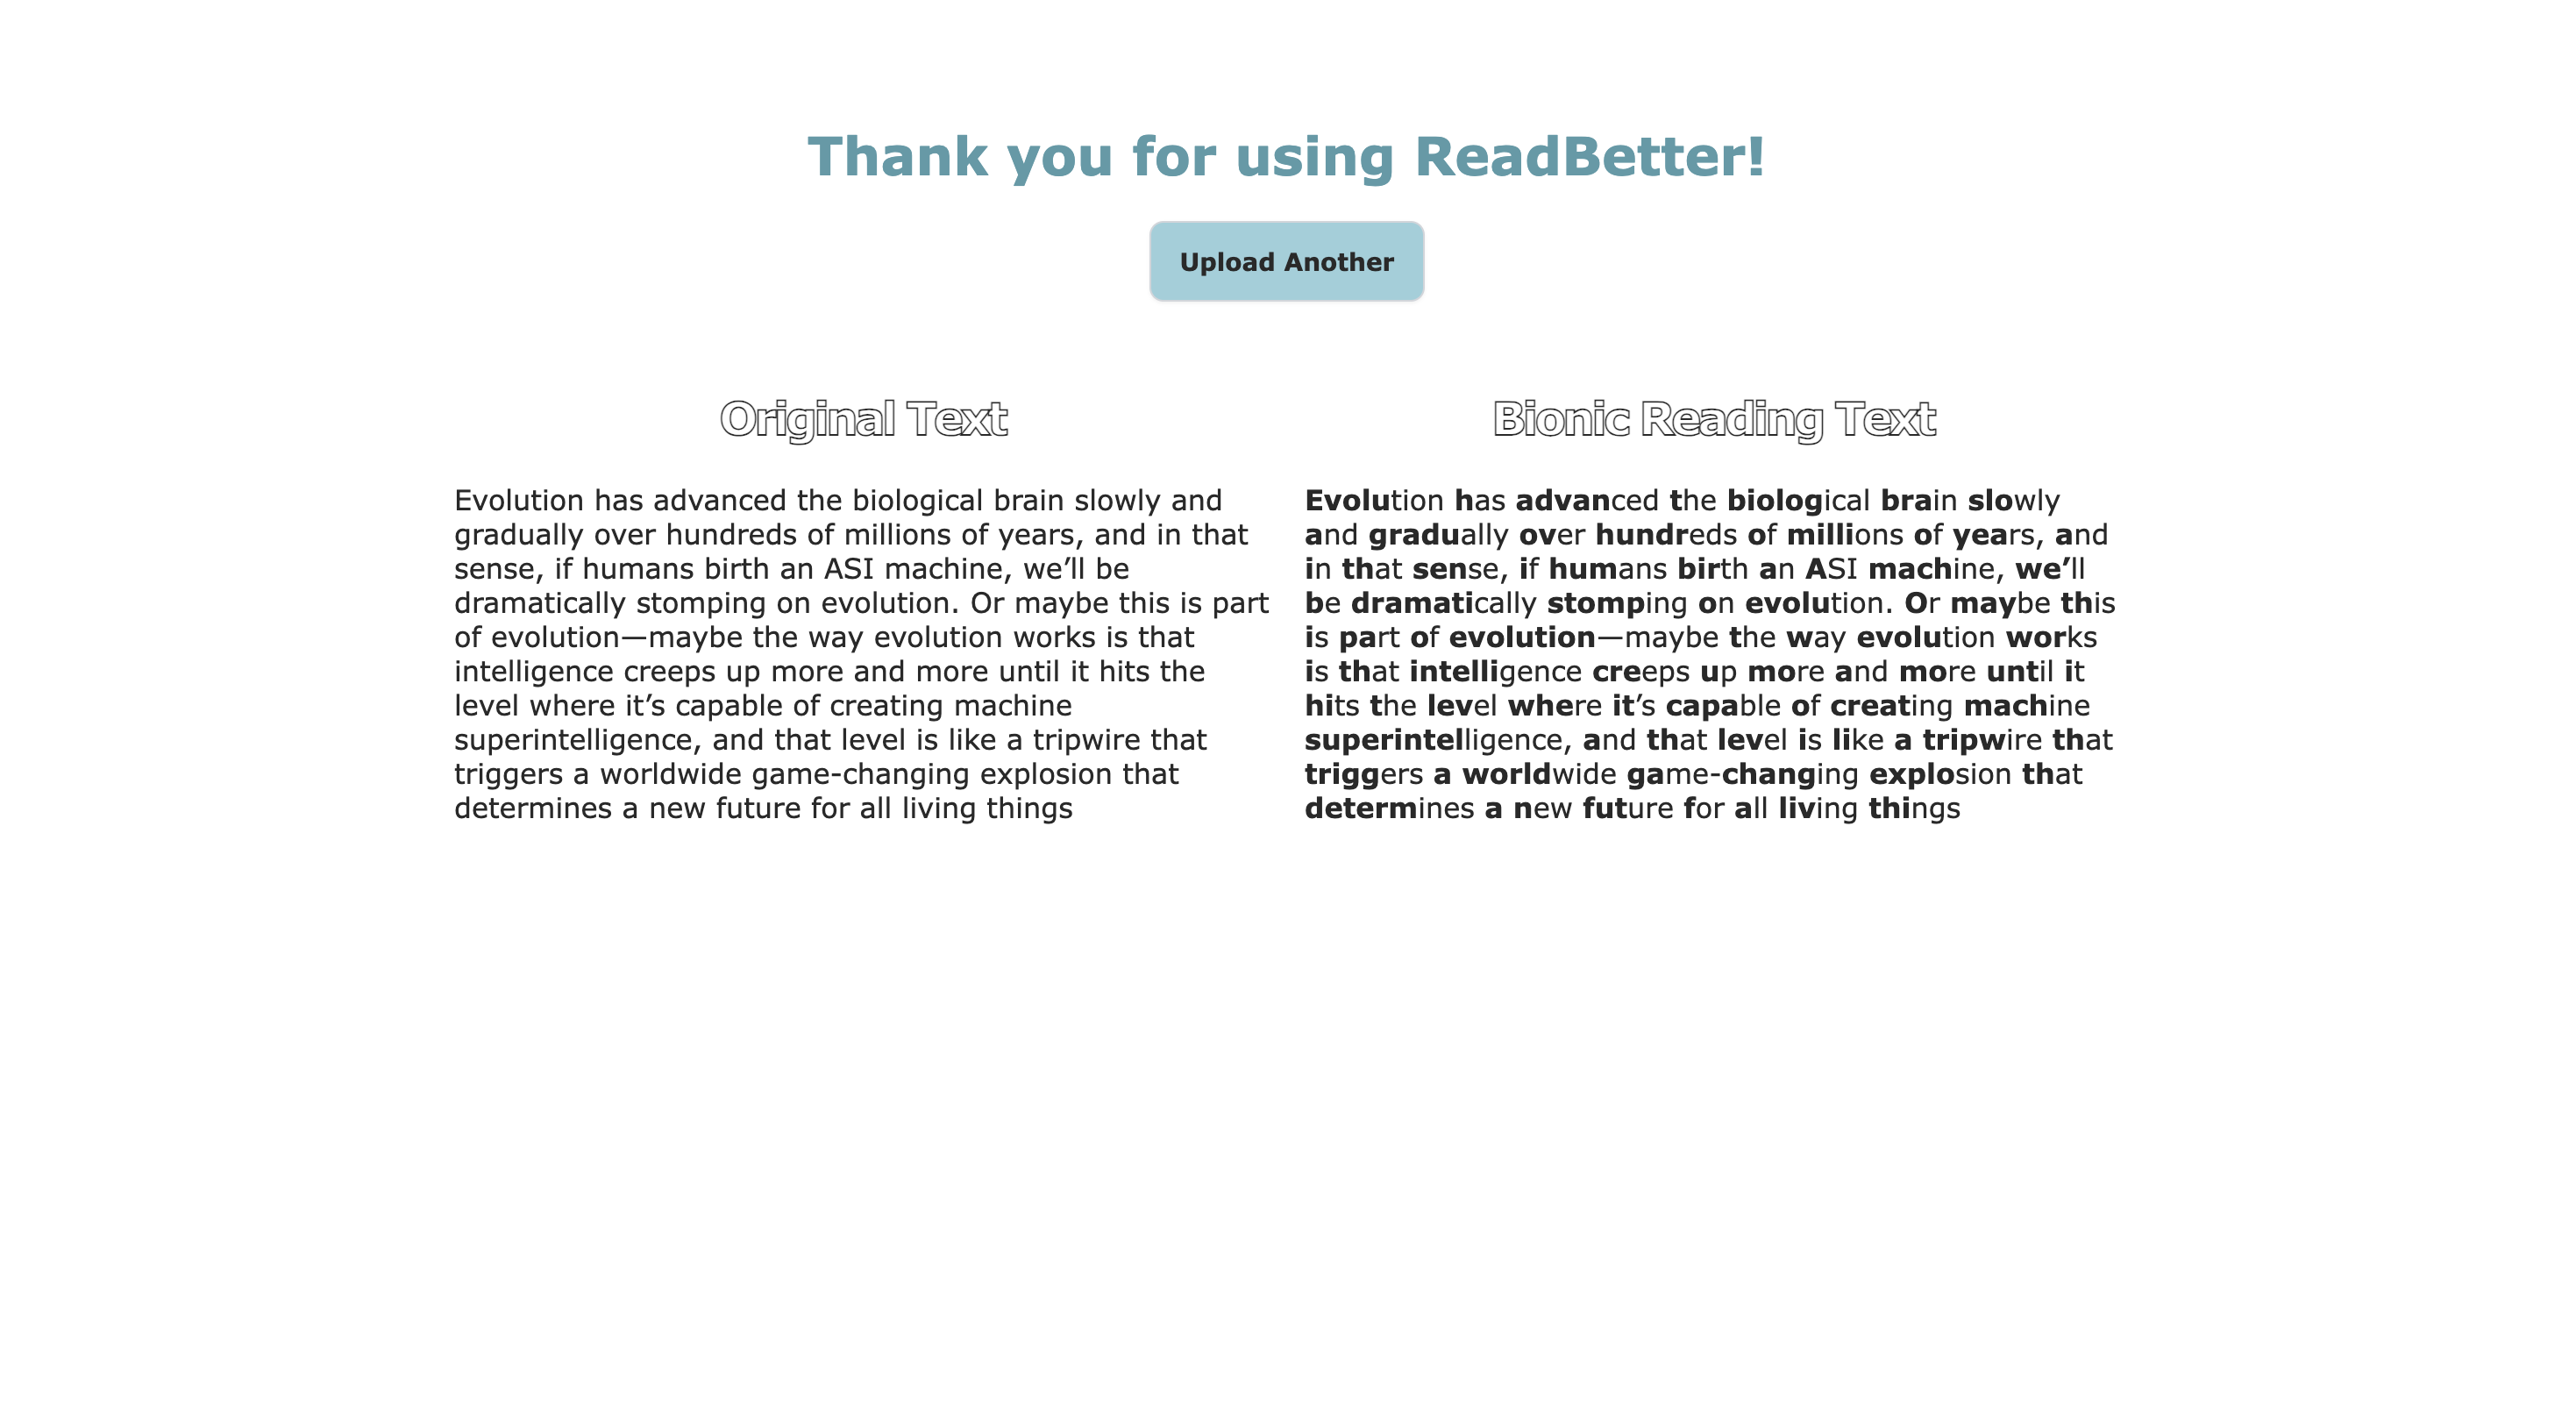 Thank you for using ReadBetter!
Upload Another
Original Text
Evolution has advanced the biological brain slowly and
gradually over hundreds of millions of years, and in that
sense, if humans birth an ASI machine, we’ll be
dramatically stomping on evolution. Or maybe this is part
of evolution—maybe the way evolution works is that
intelligence creeps up more and more until it hits the
level where it’s capable of creating machine
superintelligence, and that level is like a tripwire that
triggers a worldwide game-changing explosion that
determines a new future for all living things
Bionic Reading Text
Evolution has advanced the biological brain slowly
and gradually over hundreds of millions of years, and
in that sense, if humans birth an ASI machine, we’ll
be dramatically stomping on evolution. Or maybe this
is part of evolution—maybe the way evolution works
is that intelligence creeps up more and more until it
hits the level where it’s capable of creating machine
superintelligence, and that level is like a tripwire that
triggers a worldwide game-changing explosion that
determines a new future for all living things